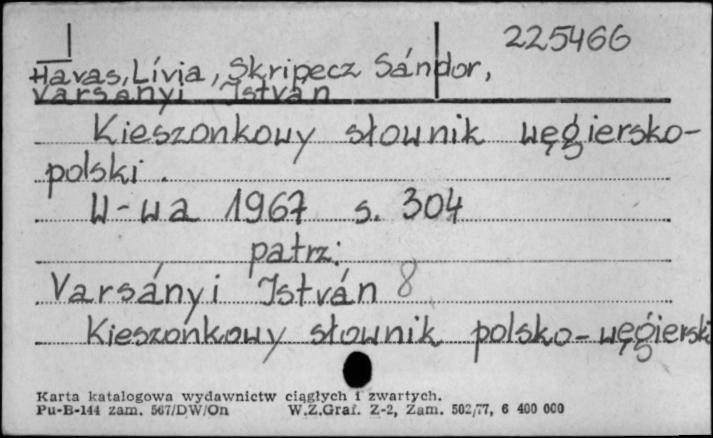 225466
Havas, Lívia, Skripecz Sándor,
Varsányi István
Kieszonkowy słownik węgiersko-
polski.
W-wa 1967 s. 304
patrz:
Varsányi István 8
Kieszonkowy słownik polsko-węgierski
Karta katalogowa wydawnictw ciągłych i zwartych.
Pu-B-144 zam. 567/DW/On W.Z.Graf. Z-2, Zam. 502/77, 6 400 000